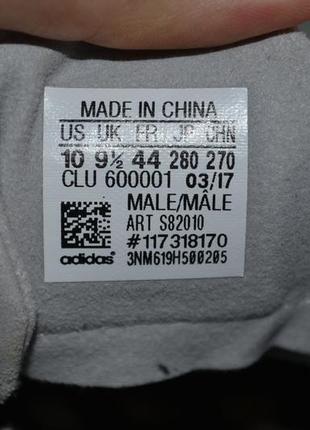 MADE IN CHINA
US UK FR JP CHN
10 9½ 44 280 270
CLU 600001 03/17
MALE/MÂLE
ART S82010
#117318170
adidas 3NM619H500205